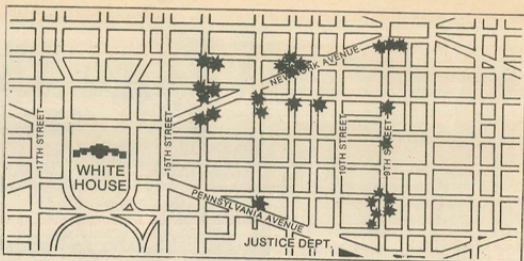 NEW YORK AVENUE
17TH STREET
15TH STREET
10TH STREET
9TH STREET
WHITE
HOUSE
PENNSYLVANIA AVENUE
JUSTICE DEPT.